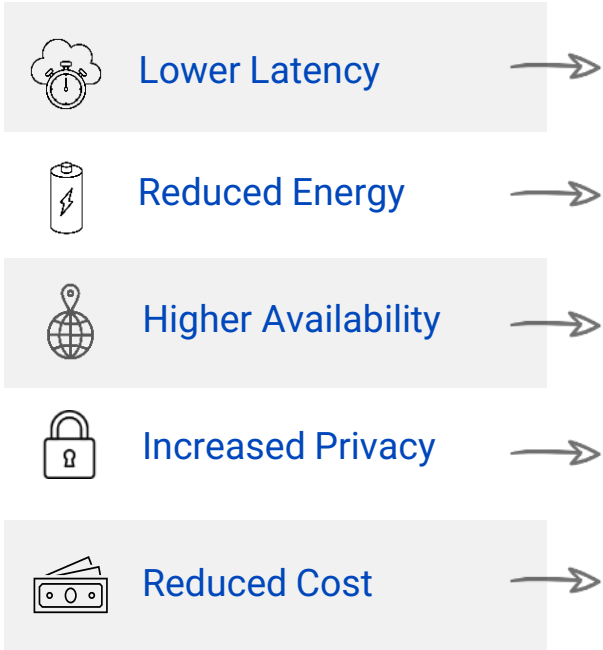 Lower Latency
Reduced Energy
Higher Availability
Increased Privacy
Reduced Cost